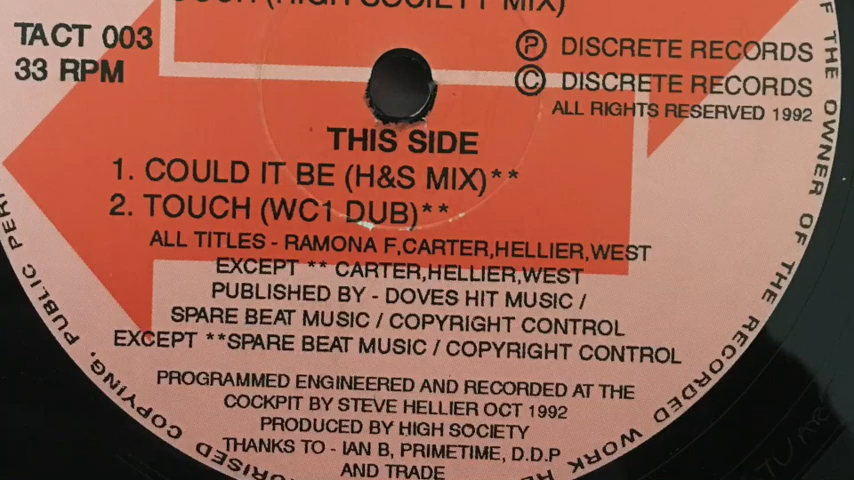 TOUCH (HIGH SOCIETY MIX)
TACT 003
33 RPM
Ⓟ DISCRETE RECORDS
© DISCRETE RECORDS
ALL RIGHTS RESERVED 1992
THIS SIDE
1. COULD IT BE (H&S MIX)**
2. TOUCH (WC1 DUB)**
ALL TITLES - RAMONA F,CARTER,HELLIER,WEST
EXCEPT ** CARTER,HELLIER,WEST
PUBLISHED BY - DOVES HIT MUSIC /
SPARE BEAT MUSIC / COPYRIGHT CONTROL
EXCEPT **SPARE BEAT MUSIC / COPYRIGHT CONTROL
PROGRAMMED ENGINEERED AND RECORDED AT THE
COCKPIT BY STEVE HELLIER OCT 1992
PRODUCED BY HIGH SOCIETY
THANKS TO - IAN B, PRIMETIME, D.D.P
AND TRADE
OF THE OWNER OF THE RECORDED WORK
COPYING, PUBLIC